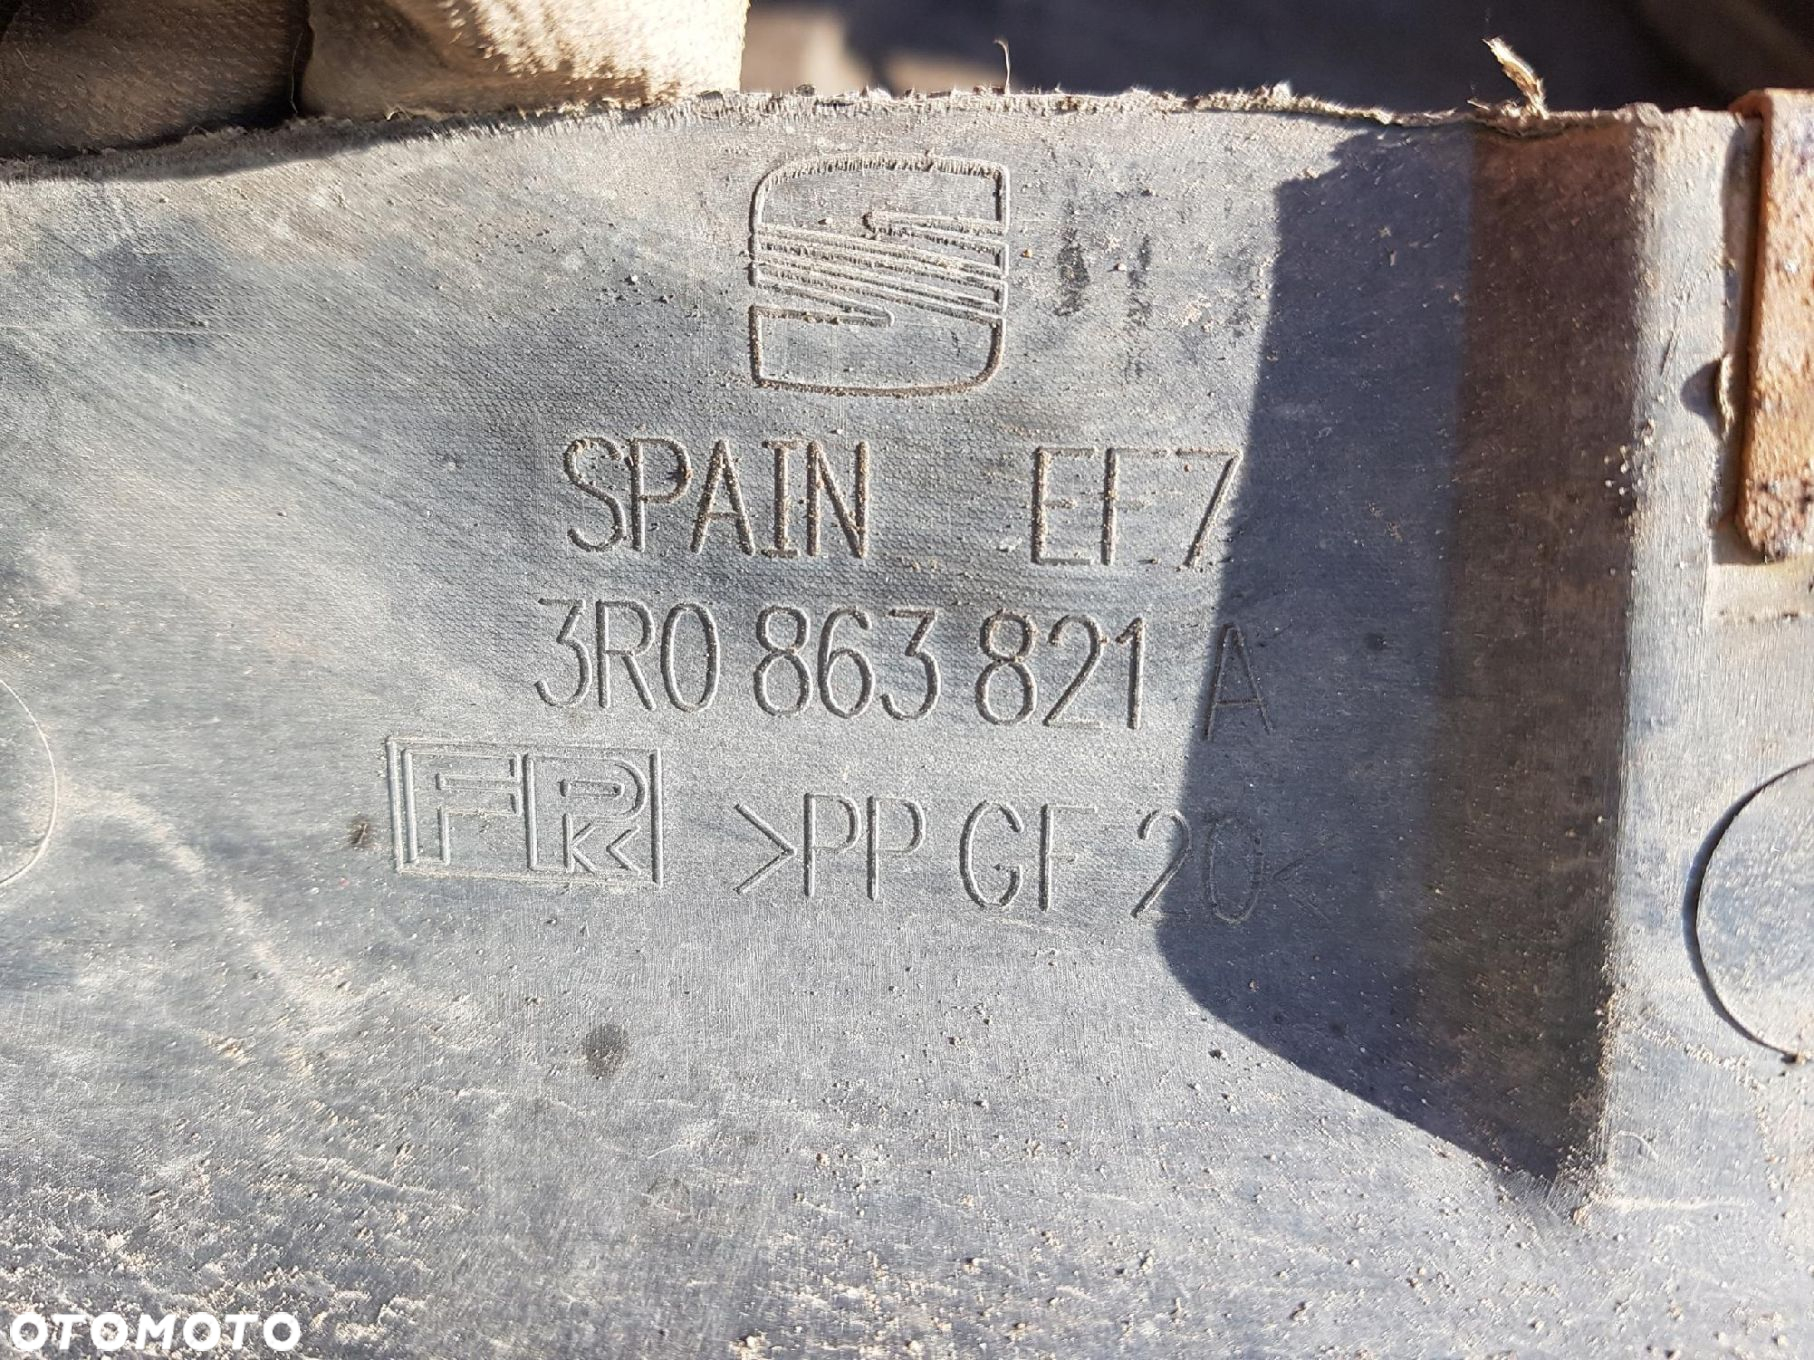 SPAIN EF7
3R0 863 821 A
FR >PP GF 20<
OTOMOTO